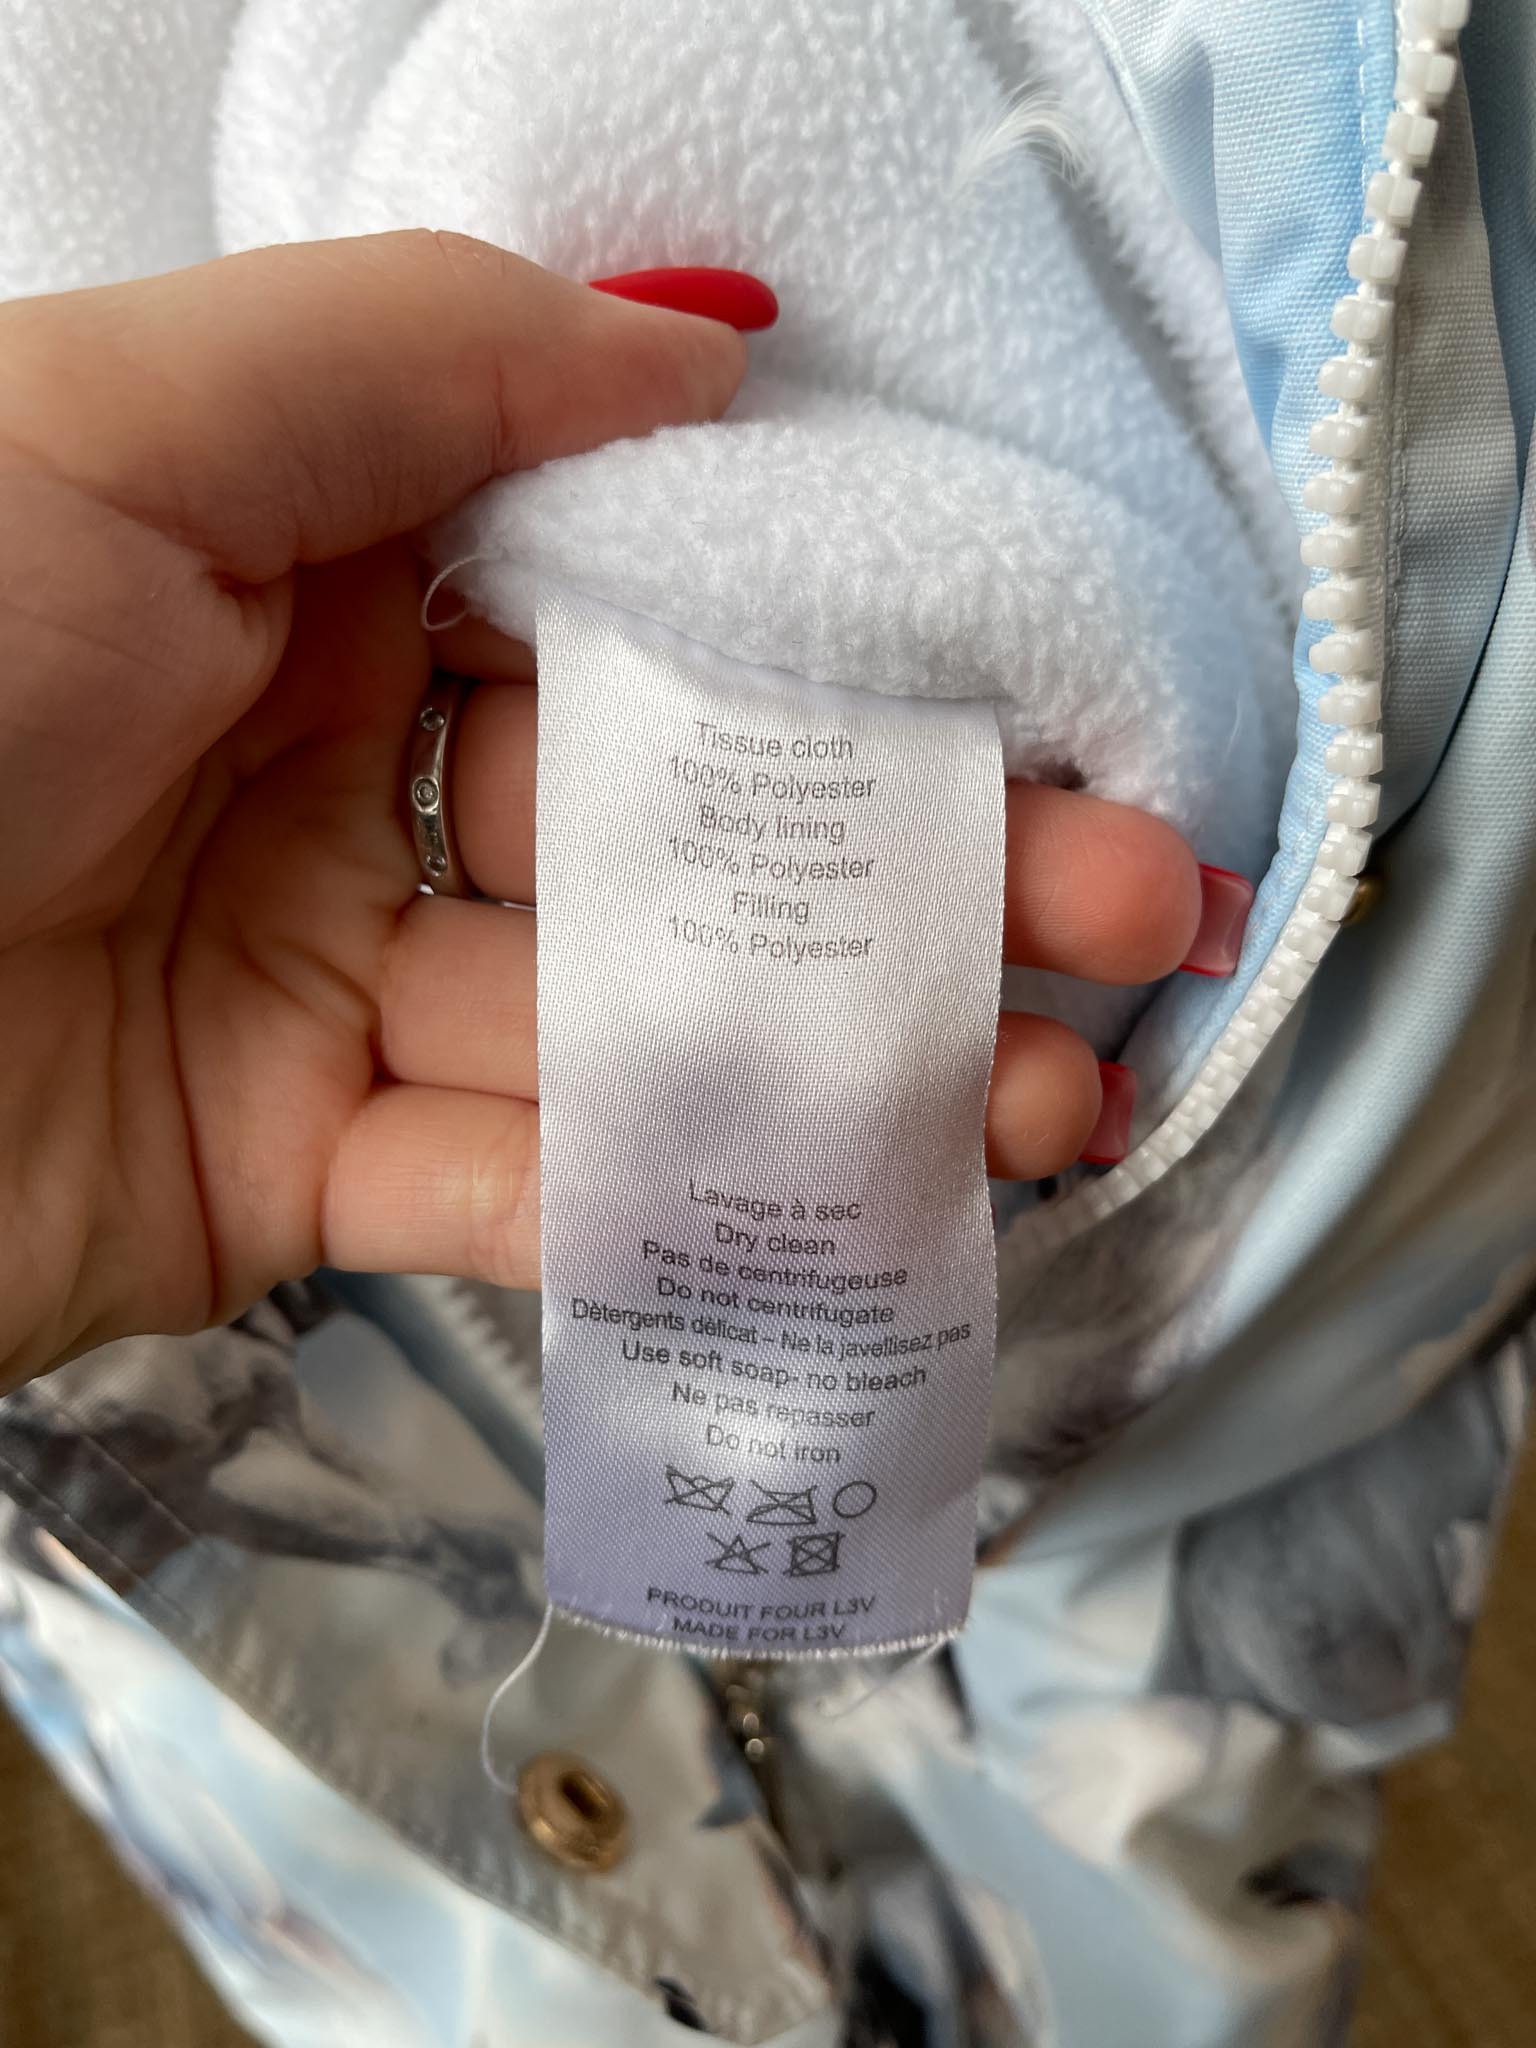 Tissue cloth
100% Polyester
Body lining
100% Polyester
Filling
100% Polyester
Lavage à sec
Dry clean
Pas de centrifugeuse
Do not centrifugate
Dètergents dèlicat – Ne la javellisez pas
Use soft soap- no bleach
Ne pas repasser
Do not iron
PRODUIT FOUR L3V
MADE FOR L3V